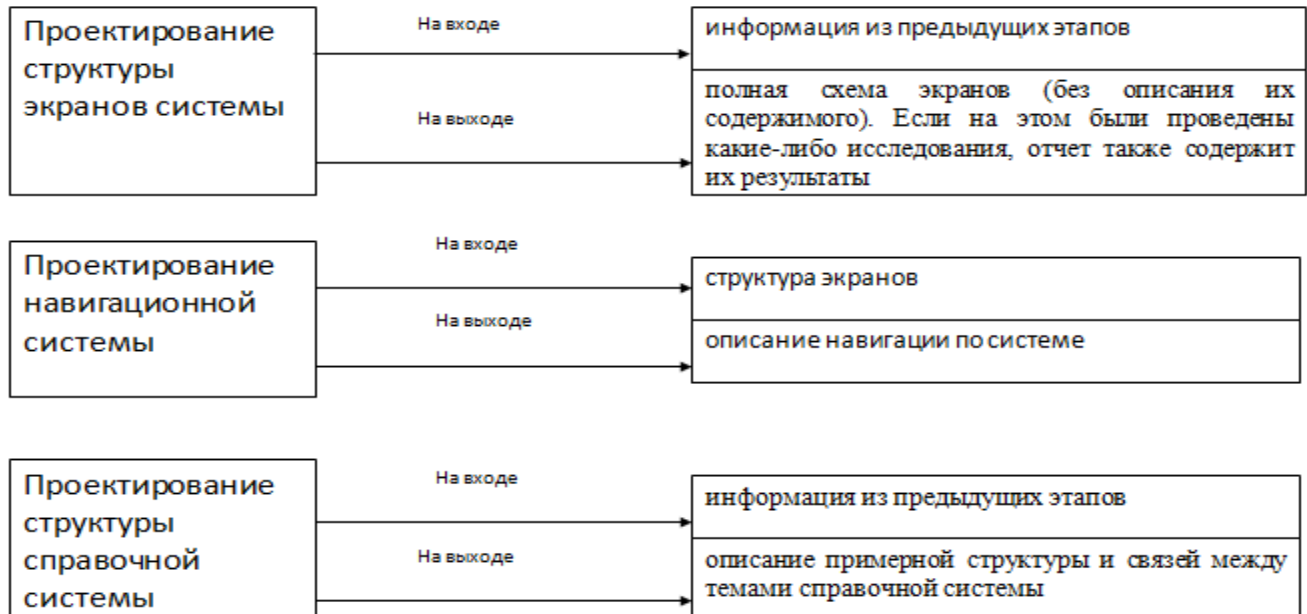 Проектирование
структуры
экранов системы
На входе
информация из предыдущих этапов
На выходе
полная схема экранов (без описания их
содержимого). Если на этом были проведены
какие-либо исследования, отчет также содержит
их результаты
Проектирование
навигационной
системы
На входе
структура экранов
На выходе
описание навигации по системе
Проектирование
структуры
справочной
системы
На входе
информация из предыдущих этапов
На выходе
описание примерной структуры и связей между
темами справочной системы